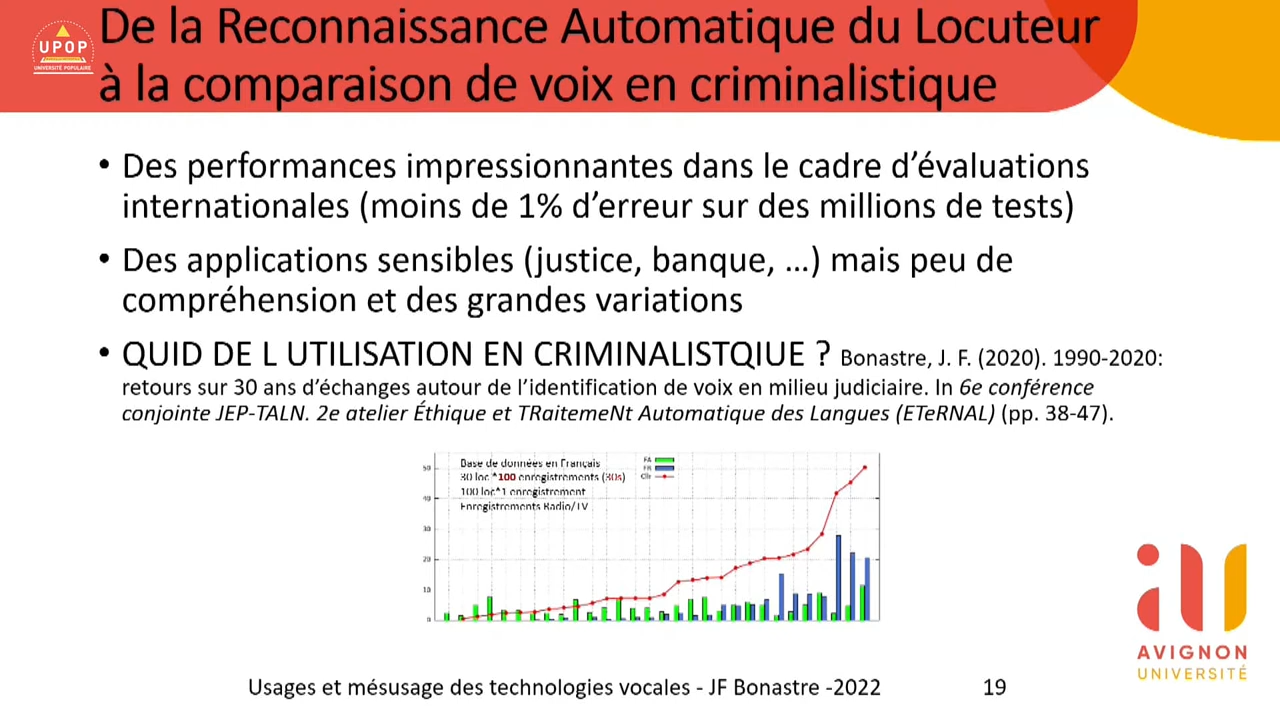 De la Reconnaissance Automatique du Locuteur
à la comparaison de voix en criminalistique
UPOP
UNIVERSITÉ POPULAIRE
• Des performances impressionnantes dans le cadre d’évaluations
internationales (moins de 1% d’erreur sur des millions de tests)
• Des applications sensibles (justice, banque, …) mais peu de
compréhension et des grandes variations
• QUID DE L UTILISATION EN CRIMINALISTQIUE ? Bonastre, J. F. (2020). 1990-2020:
retours sur 30 ans d’échanges autour de l’identification de voix en milieu judiciaire. In 6e conférence
conjointe JEP-TALN. 2e atelier Éthique et TRaitemeNt Automatique des Langues (ETeRNAL) (pp. 38-47).
Base de données en Français
30 loc *100 enregistrements (30s)
100 loc*1 enregistrement
Enregistrements Radio/TV
FA
FR
Cllr
50
40
30
20
10
0
AVIGNON
UNIVERSITÉ
Usages et mésusage des technologies vocales - JF Bonastre -2022
19